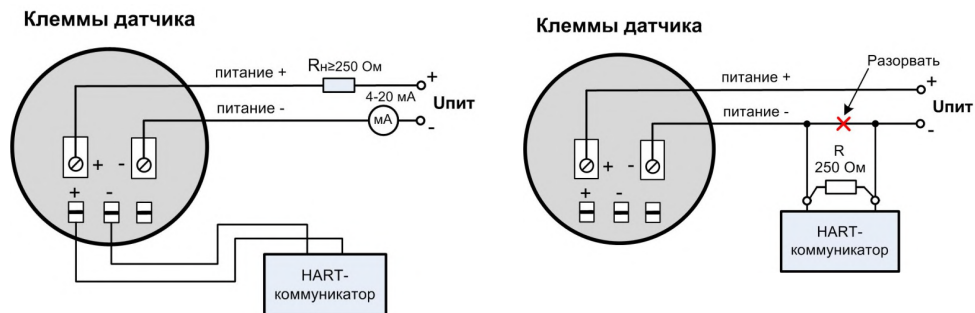 Клеммы датчика
питание +
Rн≥250 Ом
+
Uпит
питание -
4-20 мА
мА
-
+ -
+ -
HART-
коммуникатор
Клеммы датчика
Разорвать
питание +
+
Uпит
питание -
-
R
250 Ом
+ -
+ -
HART-
коммуникатор